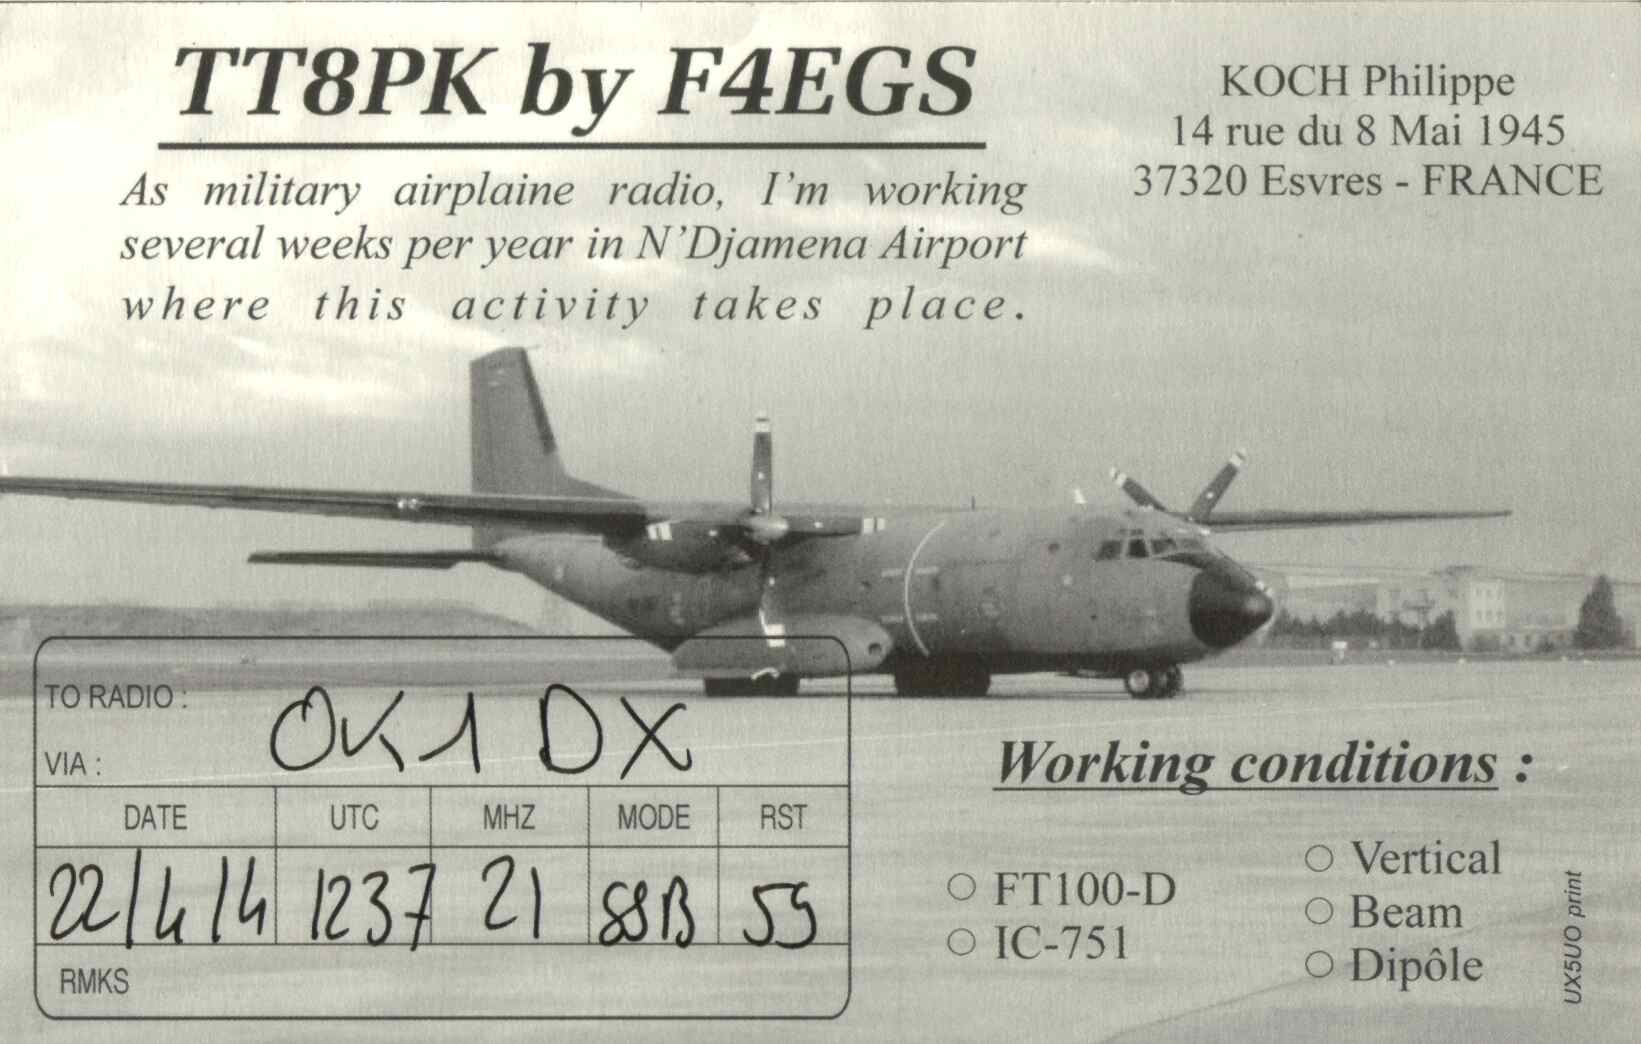 TT8PK by F4EGS
As military airplaine radio, I'm working
several weeks per year in N'Djamena Airport
where this activity takes place.
KOCH Philippe
14 rue du 8 Mai 1945
37320 Esvres - FRANCE
TO RADIO :
OK1DX
VIA :
DATE UTC MHZ MODE RST
22/4/4 1237 21 SSB 59
RMKS
Working conditions :
FT100-D
IC-751
Vertical
Beam
Dipôle
UX5UO print